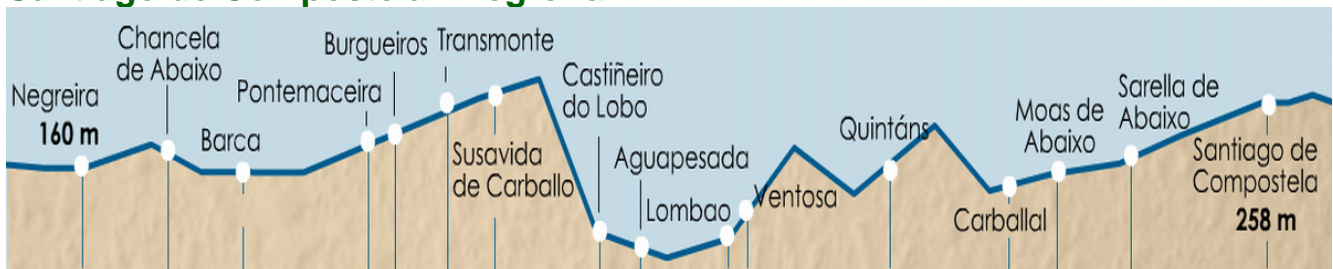 Negreira
160 m
Chancela
de Abaixo
Barca
Pontemaceira
Burgueiros
Transmonte
Susavida
de Carballo
Castiñeiro
do Lobo
Aguapesada
Lombao
Ventosa
Quintáns
Carballal
Moas de
Abaixo
Sarella de
Abaixo
Santiago de
Compostela
258 m